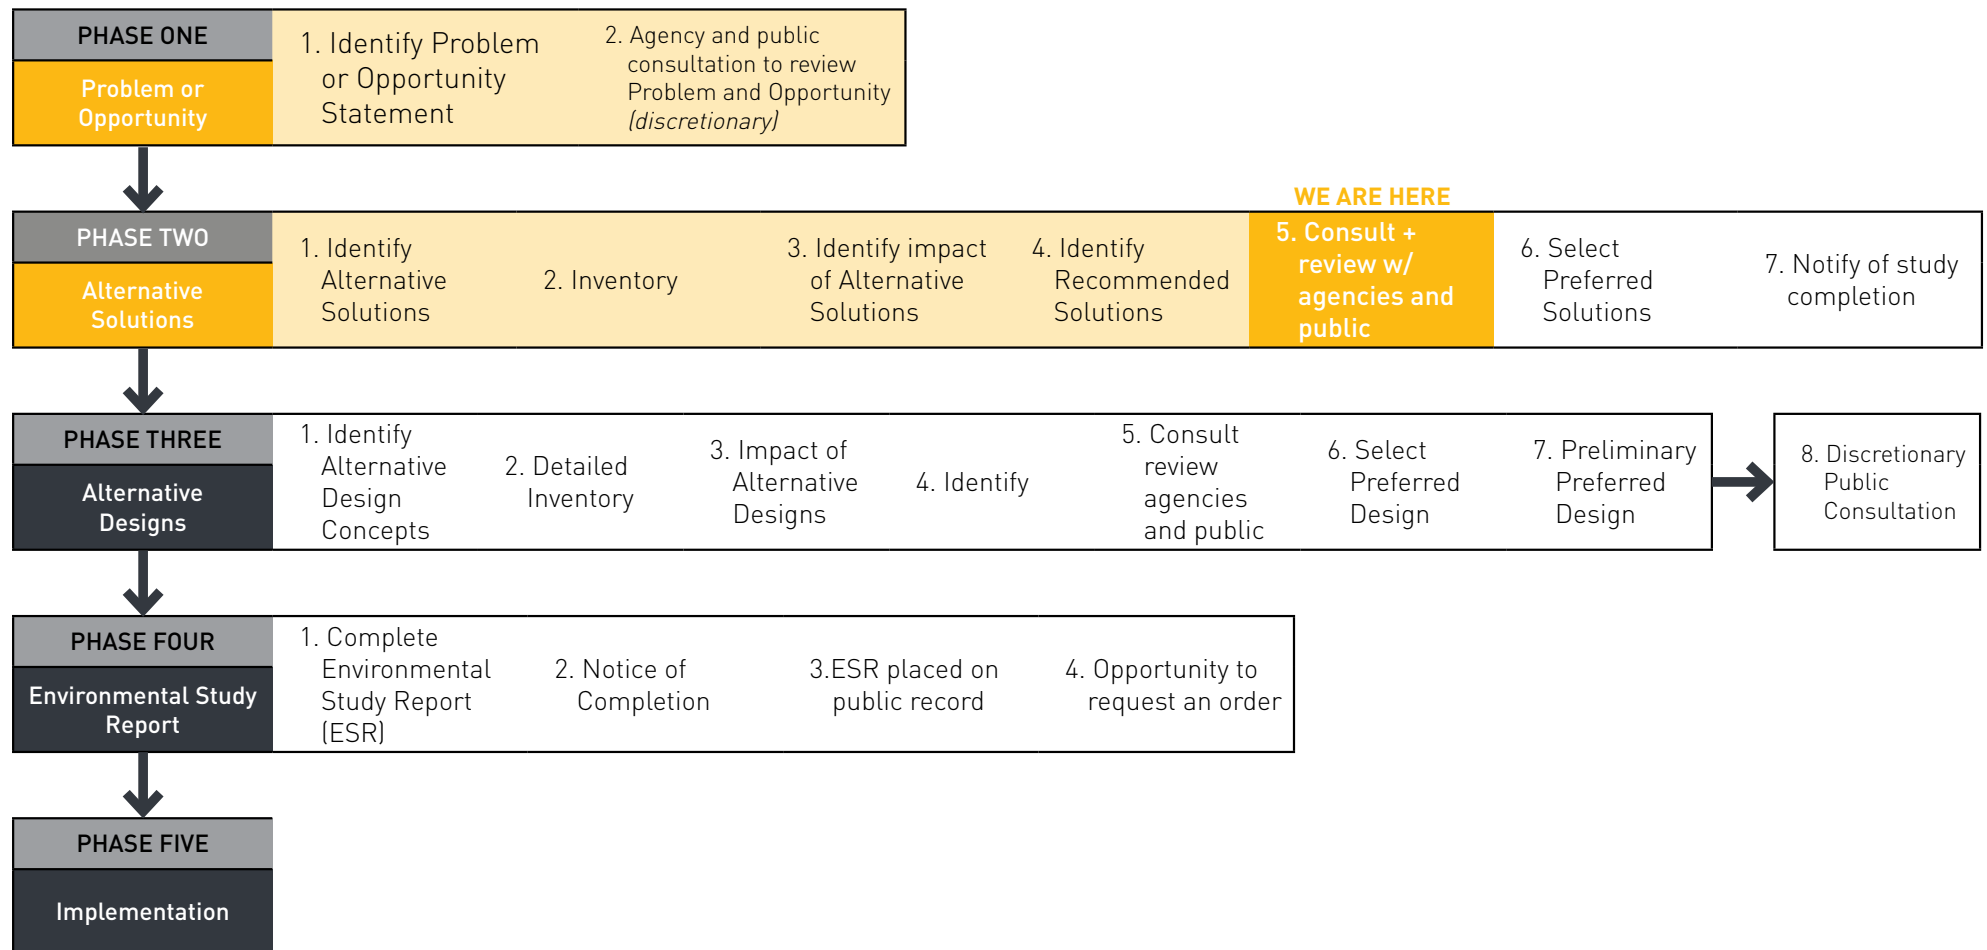 PHASE ONE
Problem or
Opportunity
1. Identify Problem
or Opportunity
Statement
2. Agency and public
consultation to review
Problem and Opportunity
(discretionary)
WE ARE HERE
PHASE TWO
Alternative
Solutions
1. Identify
Alternative
Solutions
2. Inventory
3. Identify impact
of Alternative
Solutions
4. Identify
Recommended
Solutions
5. Consult +
review w/
agencies and
public
6. Select
Preferred
Solutions
7. Notify of study
completion
PHASE THREE
Alternative
Designs
1. Identify
Alternative
Design
Concepts
2. Detailed
Inventory
3. Impact of
Alternative
Designs
4. Identify
5. Consult
review
agencies
and public
6. Select
Preferred
Design
7. Preliminary
Preferred
Design
8. Discretionary
Public
Consultation
PHASE FOUR
Environmental Study
Report
1. Complete
Environmental
Study Report
(ESR)
2. Notice of
Completion
3.ESR placed on
public record
4. Opportunity to
request an order
PHASE FIVE
Implementation